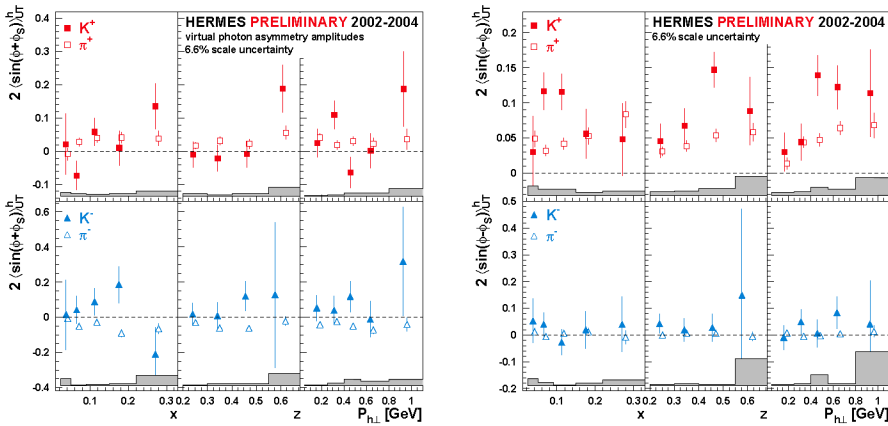 2 ⟨sin(φ+φS)⟩hUT
0.4
0.3
0.2
0.1
0
-0.1
K+
π+
HERMES PRELIMINARY 2002-2004
virtual photon asymmetry amplitudes
6.6% scale uncertainty
2 ⟨sin(φ+φS)⟩hUT
0.6
0.4
0.2
0
-0.2
-0.4
K-
π-
0.1 0.2 0.3
x
0.2 0.3 0.4 0.5 0.6
z
0.2 0.4 0.6 0.8 1
Ph⊥ [GeV]
2 ⟨sin(φ-φS)⟩hUT
0.2
0.15
0.1
0.05
0
K+
π+
HERMES PRELIMINARY 2002-2004
6.6% scale uncertainty
2 ⟨sin(φ-φS)⟩hUT
0.5
0.4
0.3
0.2
0.1
0
-0.1
-0.2
K-
π-
0.1 0.2 0.3
x
0.2 0.3 0.4 0.5 0.6
z
0.2 0.4 0.6 0.8 1
Ph⊥ [GeV]